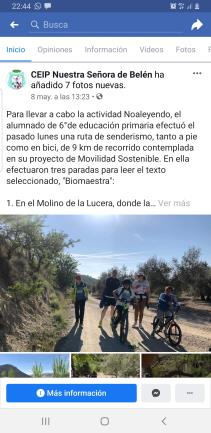 22:44
81%
Busca
Inicio Opiniones Información Videos Fotos
CEIP Nuestra Señora de Belén ha
añadido 7 fotos nuevas.
8 may. a las 13:23
Para llevar a cabo la actividad Noaleyendo, el
alumnado de 6°de educación primaria efectuó el
pasado lunes una ruta de senderismo, tanto a pie
como en bici, de 9 km de recorrido contemplada
en su proyecto de Movilidad Sostenible. En ella
efectuaron tres paradas para leer el texto
seleccionado, "Biomaestra":
1. En el Molino de la Lucera, donde la... Ver más
Más información